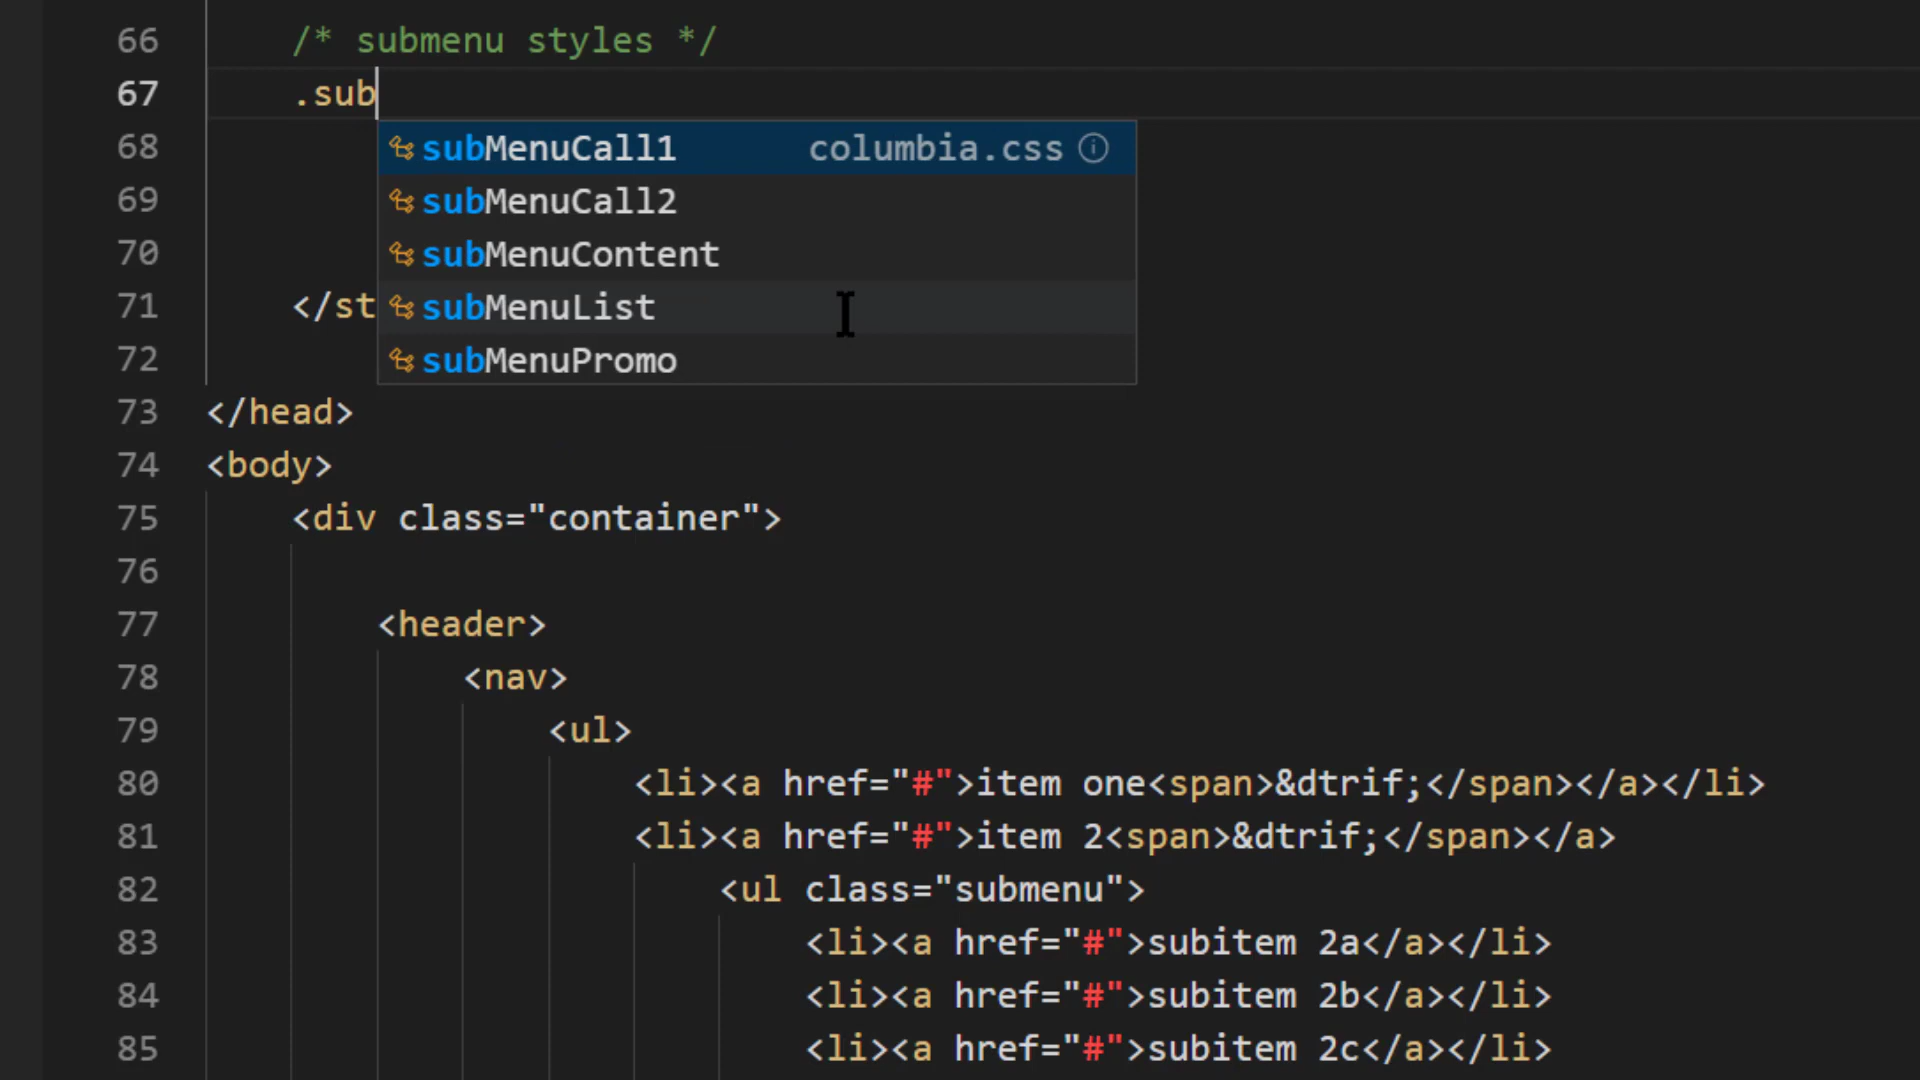 66 /* submenu styles */
67 .sub
68 subMenuCall1 columbia.css
69 subMenuCall2
70 subMenuContent
71 </st subMenuList
72 subMenuPromo
73 </head>
74 <body>
75 <div class="container">
76
77 <header>
78 <nav>
79 <ul>
80 <li><a href="#">item one<span>&dtrif;</span></a></li>
81 <li><a href="#">item 2<span>&dtrif;</span></a>
82 <ul class="submenu">
83 <li><a href="#">subitem 2a</a></li>
84 <li><a href="#">subitem 2b</a></li>
85 <li><a href="#">subitem 2c</a></li>